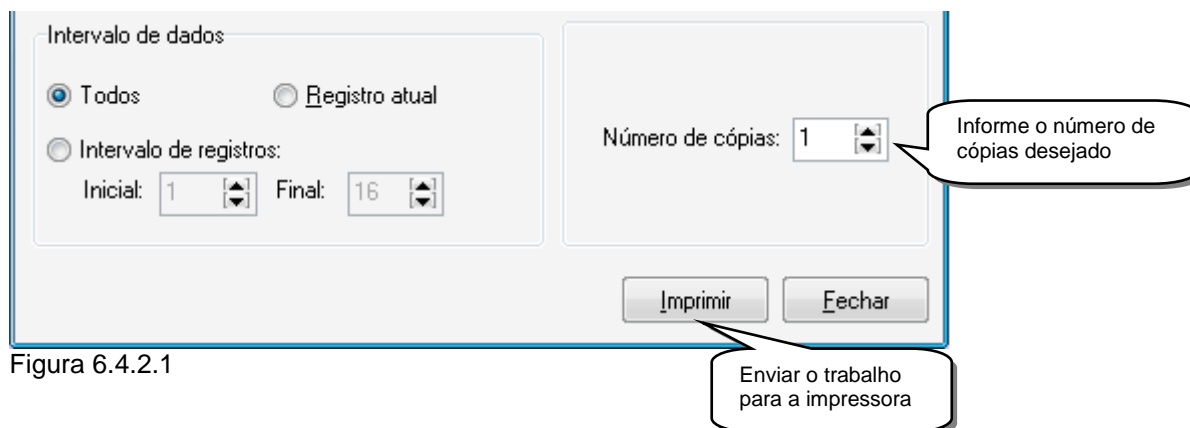 Intervalo de dados
Todos
Registro atual
Intervalo de registros:
Inicial: 1 Final: 16
Número de cópias: 1
Informe o número de
cópias desejado
Imprimir
Fechar
Figura 6.4.2.1
Enviar o trabalho
para a impressora